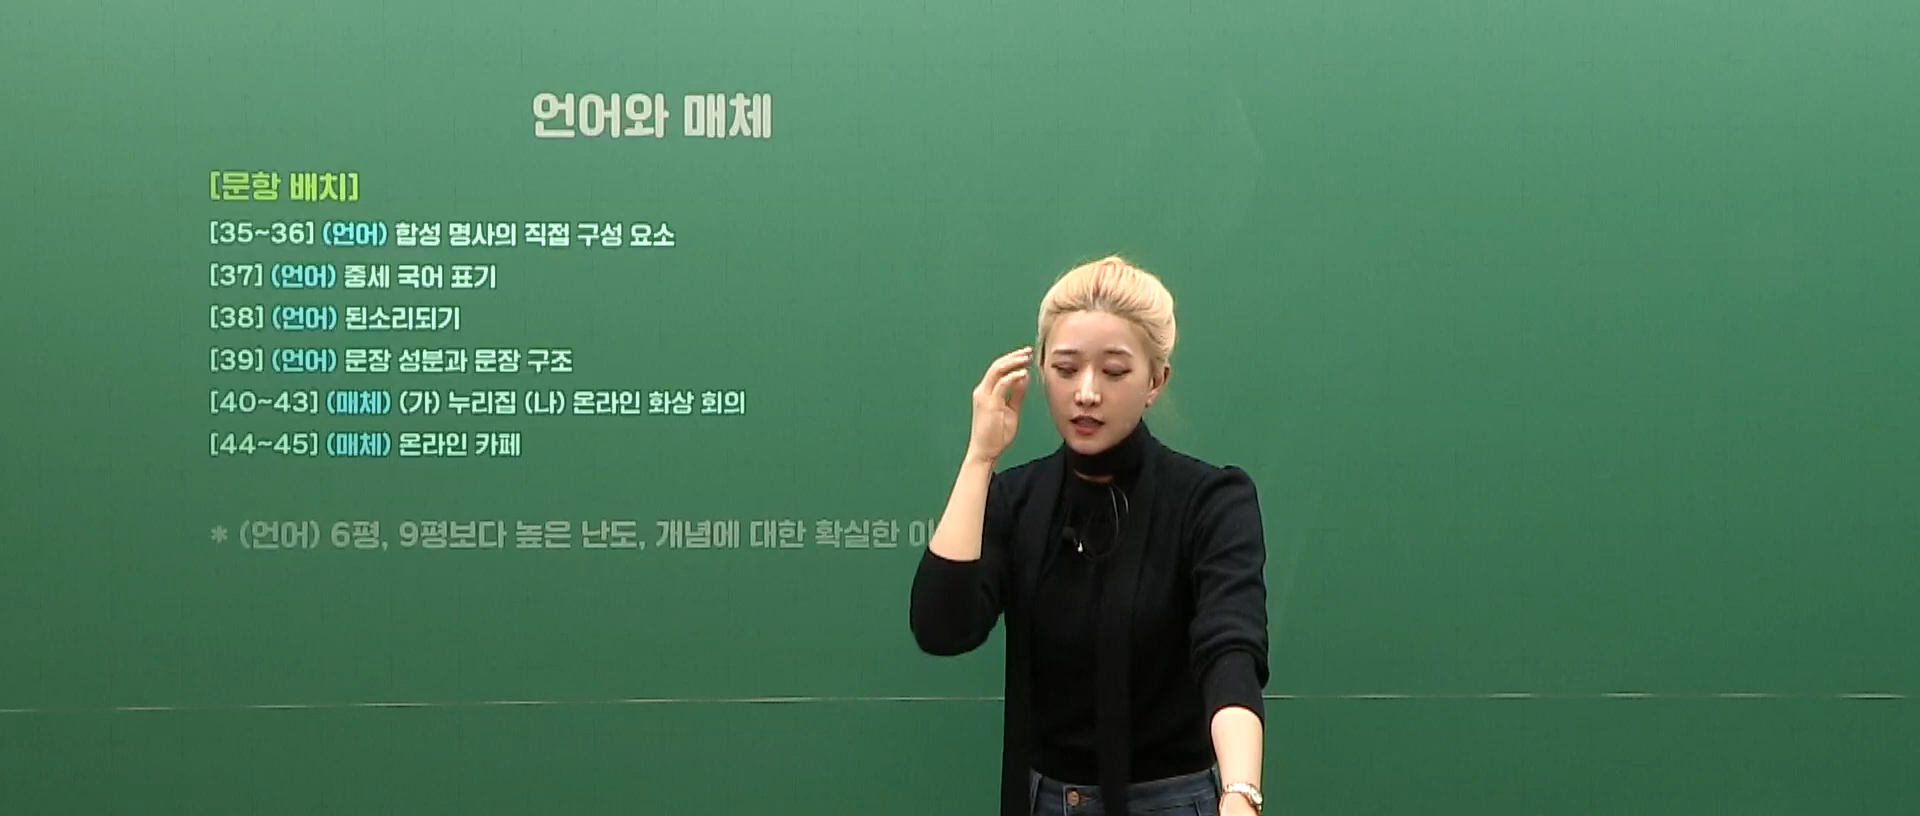 언어와 매체
[문항 배치]
[35~36] (언어) 합성 명사의 직접 구성 요소
[37] (언어) 중세 국어 표기
[38] (언어) 된소리되기
[39] (언어) 문장 성분과 문장 구조
[40~43] (매체) (가) 누리집 (나) 온라인 화상 회의
[44~45] (매체) 온라인 카페
* (언어) 6평, 9평보다 높은 난도, 개념에 대한 확실한